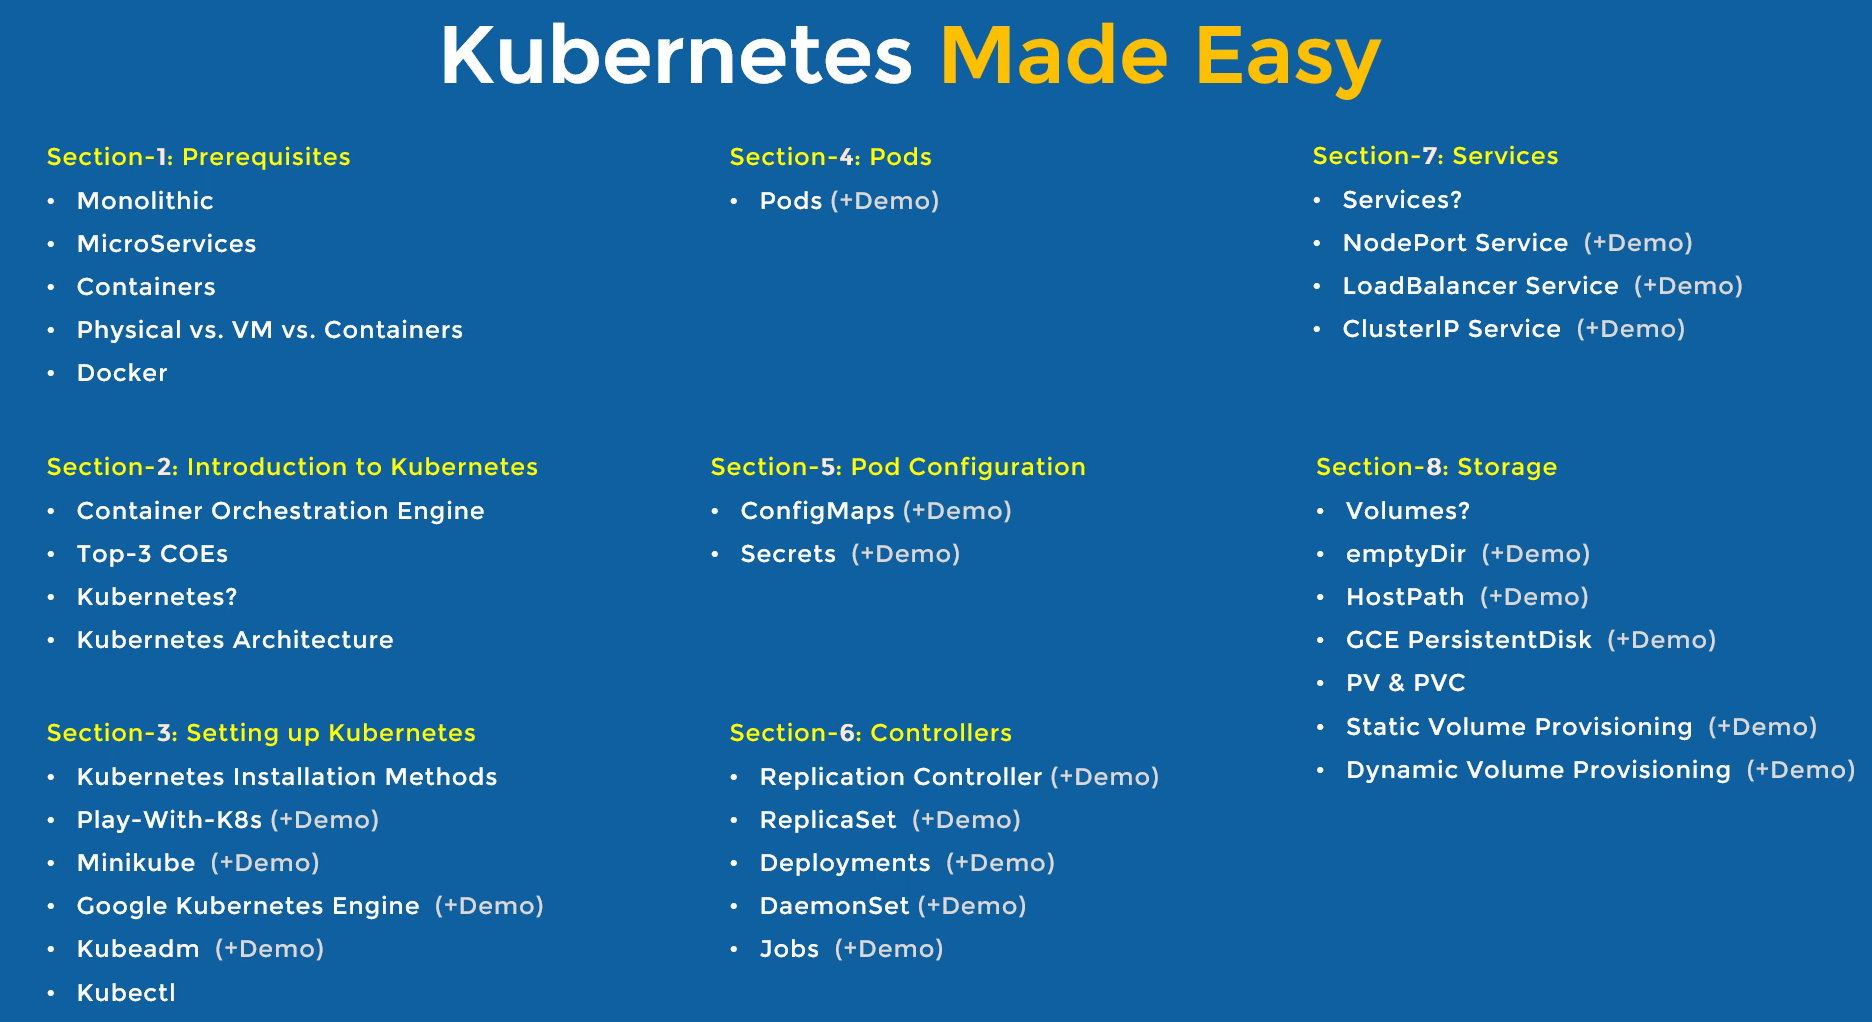 Kubernetes Made Easy
Section-1: Prerequisites
• Monolithic
• MicroServices
• Containers
• Physical vs. VM vs. Containers
• Docker
Section-2: Introduction to Kubernetes
• Container Orchestration Engine
• Top-3 COEs
• Kubernetes?
• Kubernetes Architecture
Section-3: Setting up Kubernetes
• Kubernetes Installation Methods
• Play-With-K8s (+Demo)
• Minikube (+Demo)
• Google Kubernetes Engine (+Demo)
• Kubeadm (+Demo)
• Kubectl
Section-4: Pods
• Pods (+Demo)
Section-5: Pod Configuration
• ConfigMaps (+Demo)
• Secrets (+Demo)
Section-6: Controllers
• Replication Controller (+Demo)
• ReplicaSet (+Demo)
• Deployments (+Demo)
• DaemonSet (+Demo)
• Jobs (+Demo)
Section-7: Services
• Services?
• NodePort Service (+Demo)
• LoadBalancer Service (+Demo)
• ClusterIP Service (+Demo)
Section-8: Storage
• Volumes?
• emptyDir (+Demo)
• HostPath (+Demo)
• GCE PersistentDisk (+Demo)
• PV & PVC
• Static Volume Provisioning (+Demo)
• Dynamic Volume Provisioning (+Demo)